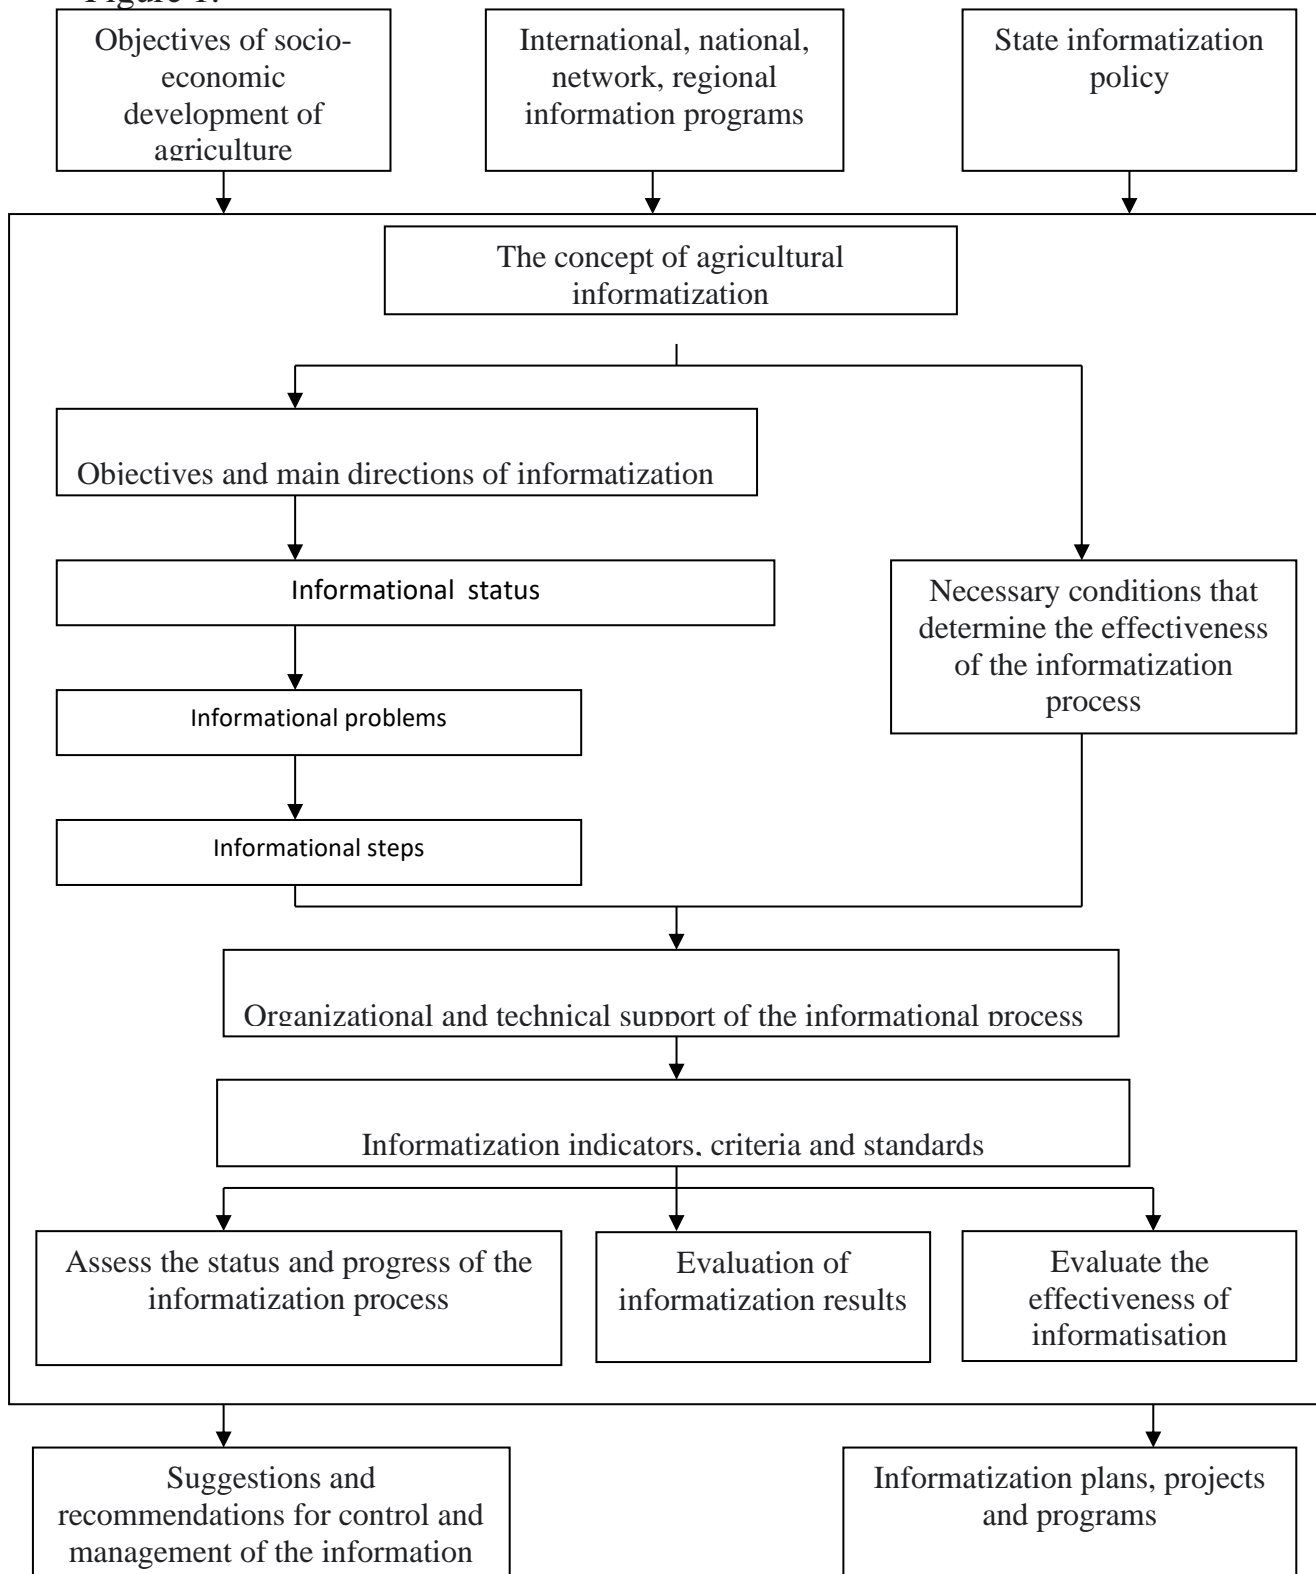 Figure 1.
Objectives of socio-
economic
development of
agriculture
International, national,
network, regional
information programs
State informatization
policy
The concept of agricultural
informatization
Objectives and main directions of informatization
Informational status
Necessary conditions that
determine the effectiveness
of the informatization
process
Informational problems
Informational steps
Organizational and technical support of the informational process
Informatization indicators, criteria and standards
Assess the status and progress of the
informatization process
Evaluation of
informatization results
Evaluate the
effectiveness of
informatisation
Suggestions and
recommendations for control and
management of the information
Informatization plans, projects
and programs